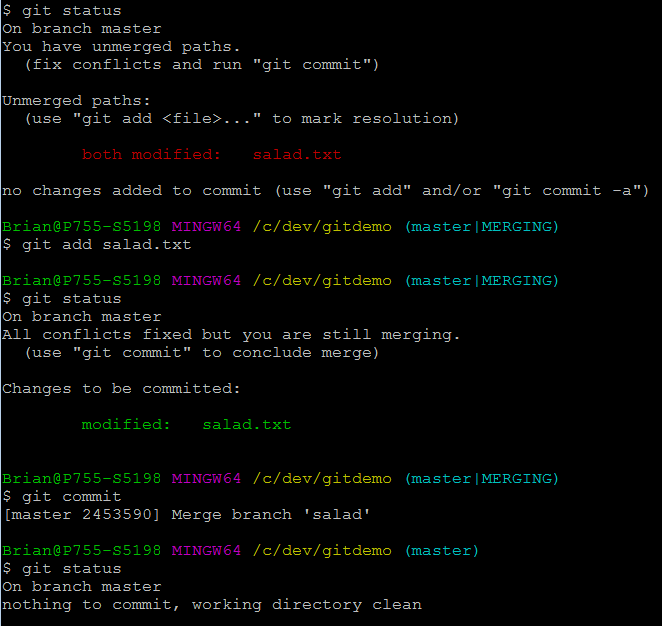 $ git status
On branch master
You have unmerged paths.
  (fix conflicts and run "git commit")

Unmerged paths:
  (use "git add <file>..." to mark resolution)

        both modified:   salad.txt

no changes added to commit (use "git add" and/or "git commit -a")

Brian@P755-S5198 MINGW64 /c/dev/gitdemo (master|MERGING)
$ git add salad.txt

Brian@P755-S5198 MINGW64 /c/dev/gitdemo (master|MERGING)
$ git status
On branch master
All conflicts fixed but you are still merging.
  (use "git commit" to conclude merge)

Changes to be committed:

        modified:   salad.txt


Brian@P755-S5198 MINGW64 /c/dev/gitdemo (master|MERGING)
$ git commit
[master 2453590] Merge branch 'salad'

Brian@P755-S5198 MINGW64 /c/dev/gitdemo (master)
$ git status
On branch master
nothing to commit, working directory clean